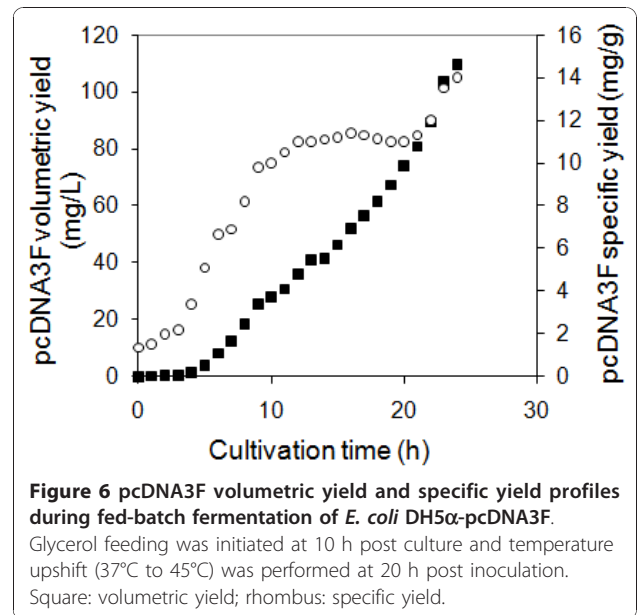 120
100
80
60
40
20
0
16
14
12
10
8
6
4
2
0
0
10
20
30
pcDNA3F volumetric yield
(mg/L)
pcDNA3F specific yield (mg/g)
Cultivation time (h)
Figure 6 pcDNA3F volumetric yield and specific yield profiles
during fed-batch fermentation of E. coli DH5α-pcDNA3F.
Glycerol feeding was initiated at 10 h post culture and temperature
upshift (37°C to 45°C) was performed at 20 h post inoculation.
Square: volumetric yield; rhombus: specific yield.